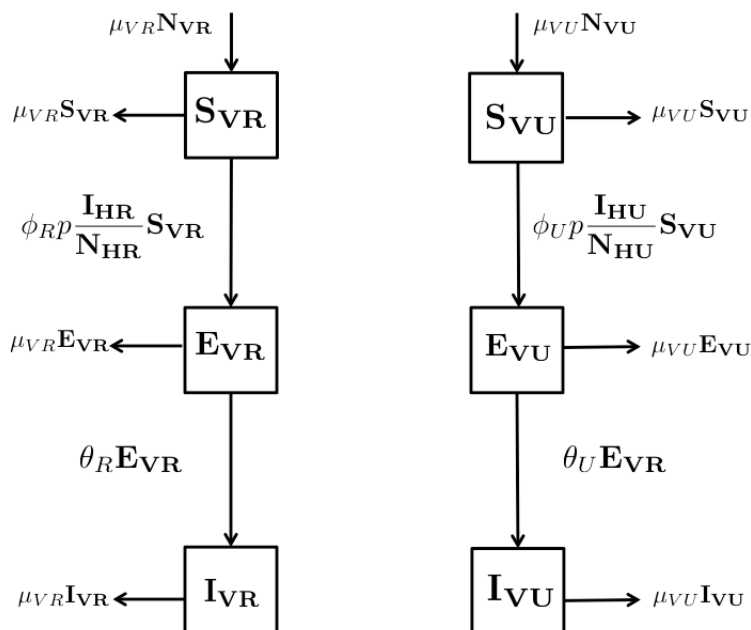 μ_{VR}N_{VR}
μ_{VU}N_{VU}
μ_{VR}S_{VR}
S_{VR}
S_{VU}
μ_{VU}S_{VU}
ϕ_R p \frac{I_{HR}}{N_{HR}} S_{VR}
ϕ_U p \frac{I_{HU}}{N_{HU}} S_{VU}
μ_{VR}E_{VR}
E_{VR}
E_{VU}
μ_{VU}E_{VU}
θ_R E_{VR}
θ_U E_{VR}
μ_{VR}I_{VR}
I_{VR}
I_{VU}
μ_{VU}I_{VU}